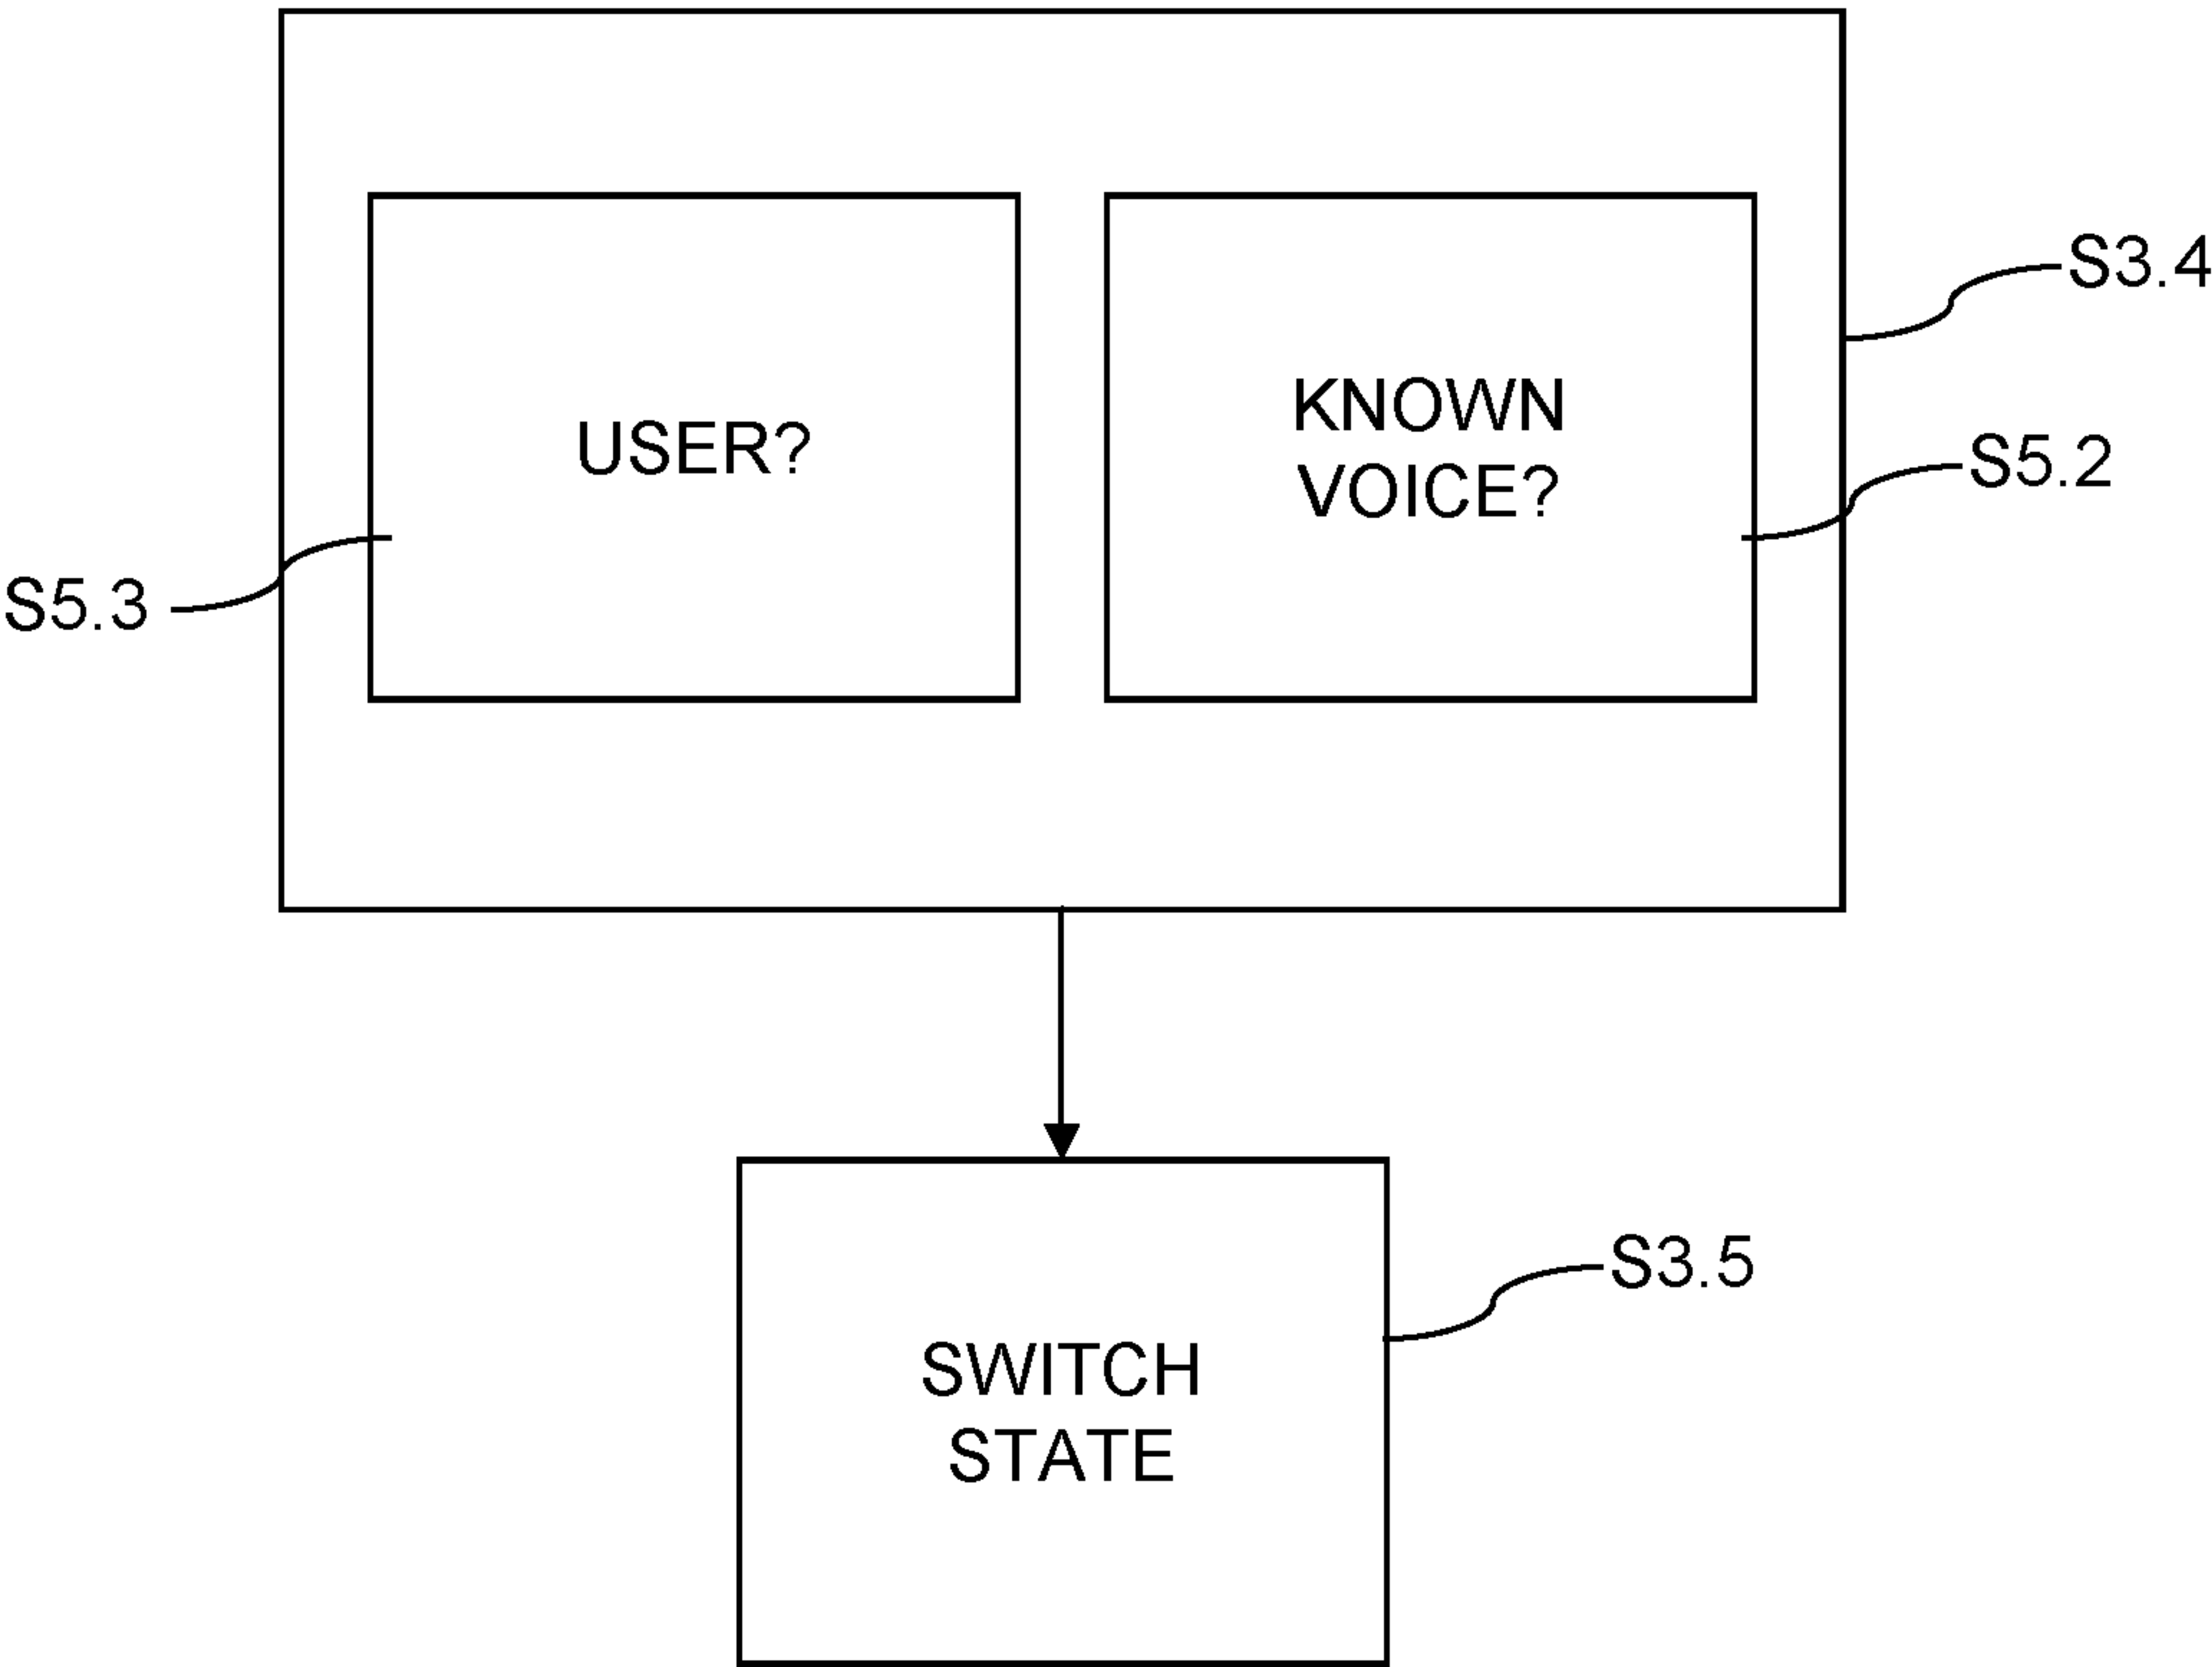 S3.4
USER?
KNOWN
VOICE?
S5.2
S5.3
S3.5
SWITCH
STATE